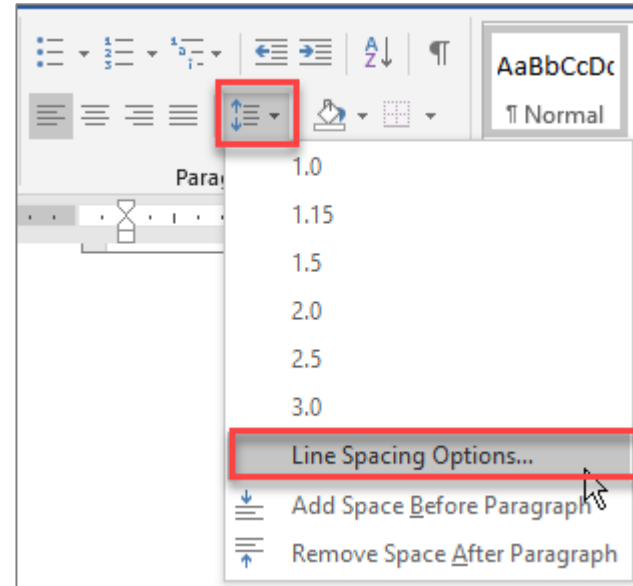 AaBbCcDc
¶ Normal
Para
1.0
1.15
1.5
2.0
2.5
3.0
Line Spacing Options...
Add Space Before Paragraph
Remove Space After Paragraph